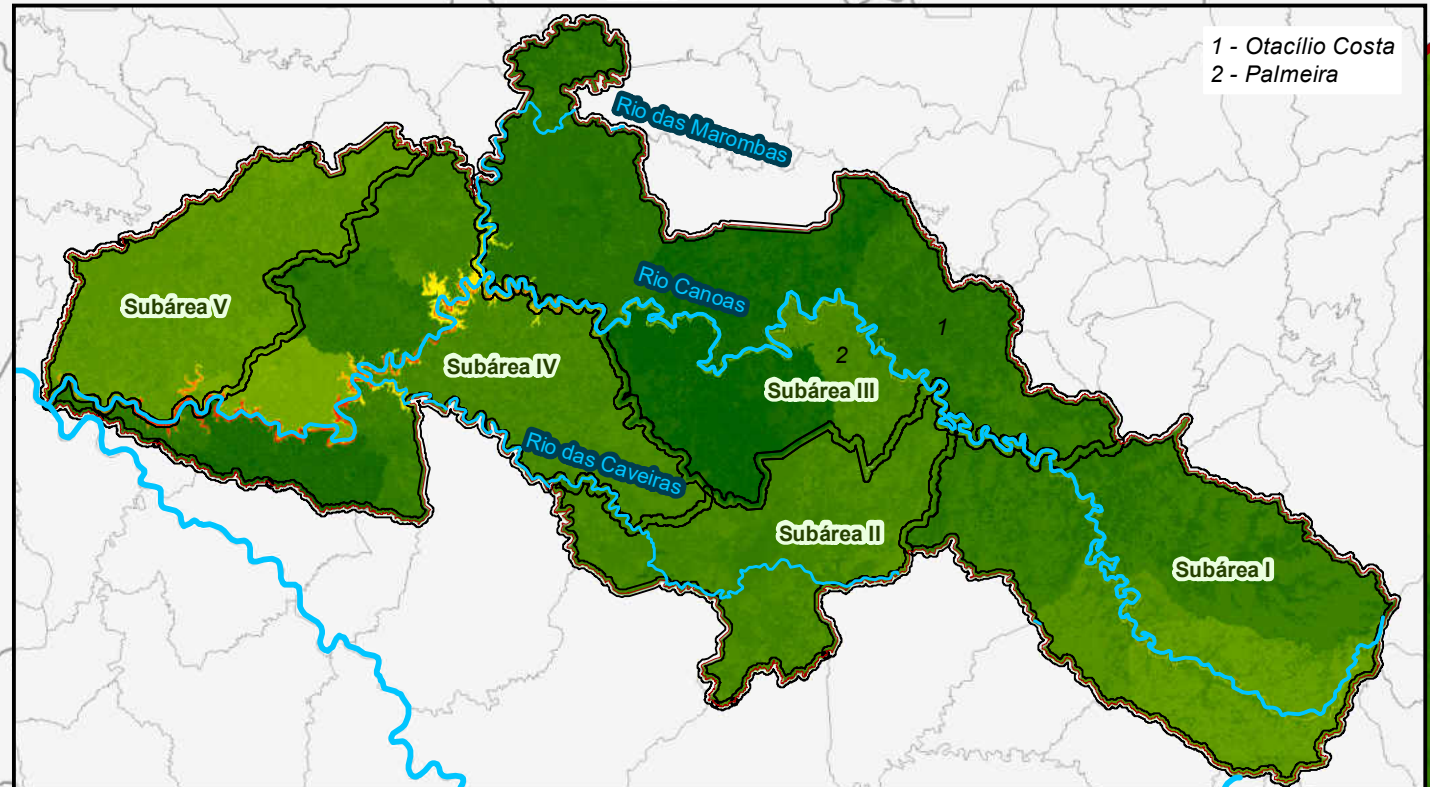 1 - Otacílio Costa
2 - Palmeira
Rio das Marombas
Rio Canoas
Subárea V
1
2
Subárea IV
Subárea III
Rio das Caveiras
Subárea II
Subárea I